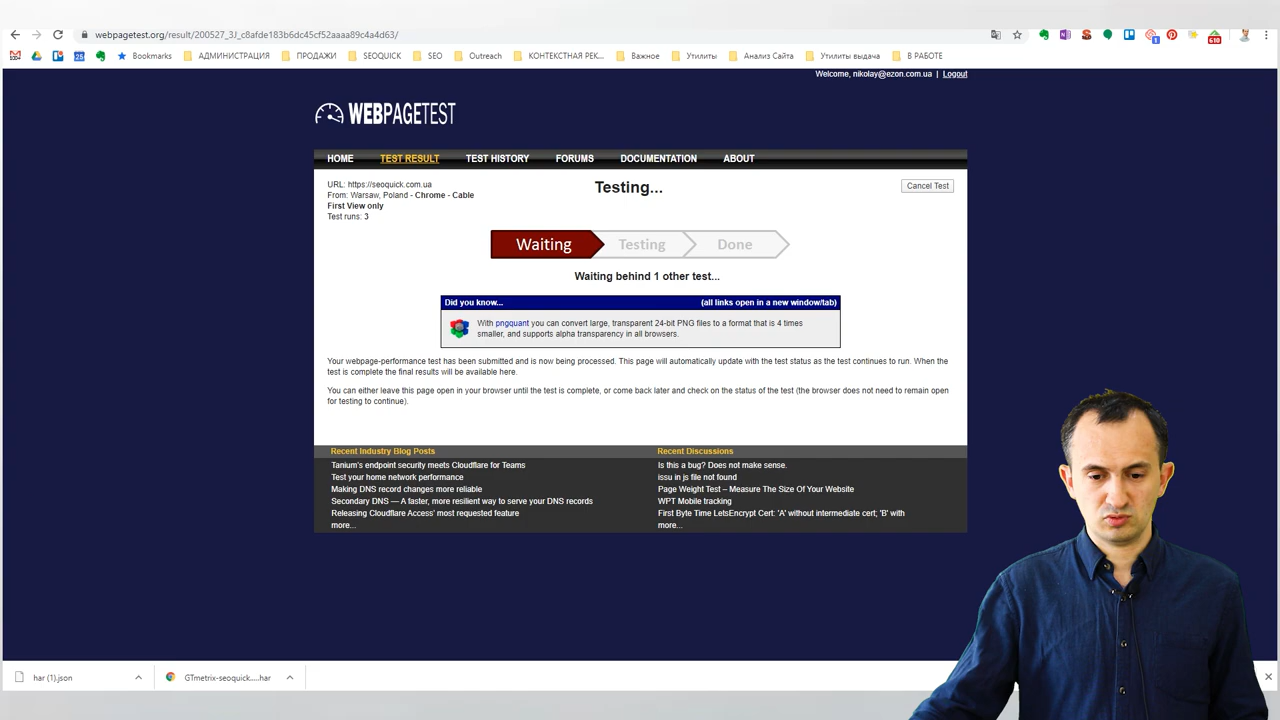 webpagetest.org/result/200527_3J_c8afde183b6dc45cf52aaaa89c4a4d63/
Bookmarks АДМИНИСТРАЦИЯ ПРОДАЖИ SEOQUICK SEO Outreach КОНТЕКСТНАЯ РЕК... Важное Утилиты Анализ Сайта Утилиты выдача В РАБОТЕ
Welcome, nikolay@ezon.com.ua | Logout
WEBPAGETEST
HOME TEST RESULT TEST HISTORY FORUMS DOCUMENTATION ABOUT
URL: https://seoquick.com.ua
From: Warsaw, Poland - Chrome - Cable
First View only
Test runs: 3
Testing...
Cancel Test
Waiting Testing Done
Waiting behind 1 other test...
Did you know... (all links open in a new window/tab)
With pngquant you can convert large, transparent 24-bit PNG files to a format that is 4 times
smaller, and supports alpha transparency in all browsers.
Your webpage-performance test has been submitted and is now being processed. This page will automatically update with the test status as the test continues to run. When the
test is complete the final results will be available here.
You can either leave this page open in your browser until the test is complete, or come back later and check on the status of the test (the browser does not need to remain open
for testing to continue).
Recent Industry Blog Posts
Tanium's endpoint security meets Cloudflare for Teams
Test your home network performance
Making DNS record changes more reliable
Secondary DNS — A faster, more resilient way to serve your DNS records
Releasing Cloudflare Access' most requested feature
more...
Recent Discussions
Is this a bug? Does not make sense.
issu in js file not found
Page Weight Test – Measure The Size Of Your Website
WPT Mobile tracking
First Byte Time LetsEncrypt Cert: 'A' without intermediate cert; 'B' with
more...
har (1).json
GTmetrix-seoquick.....har